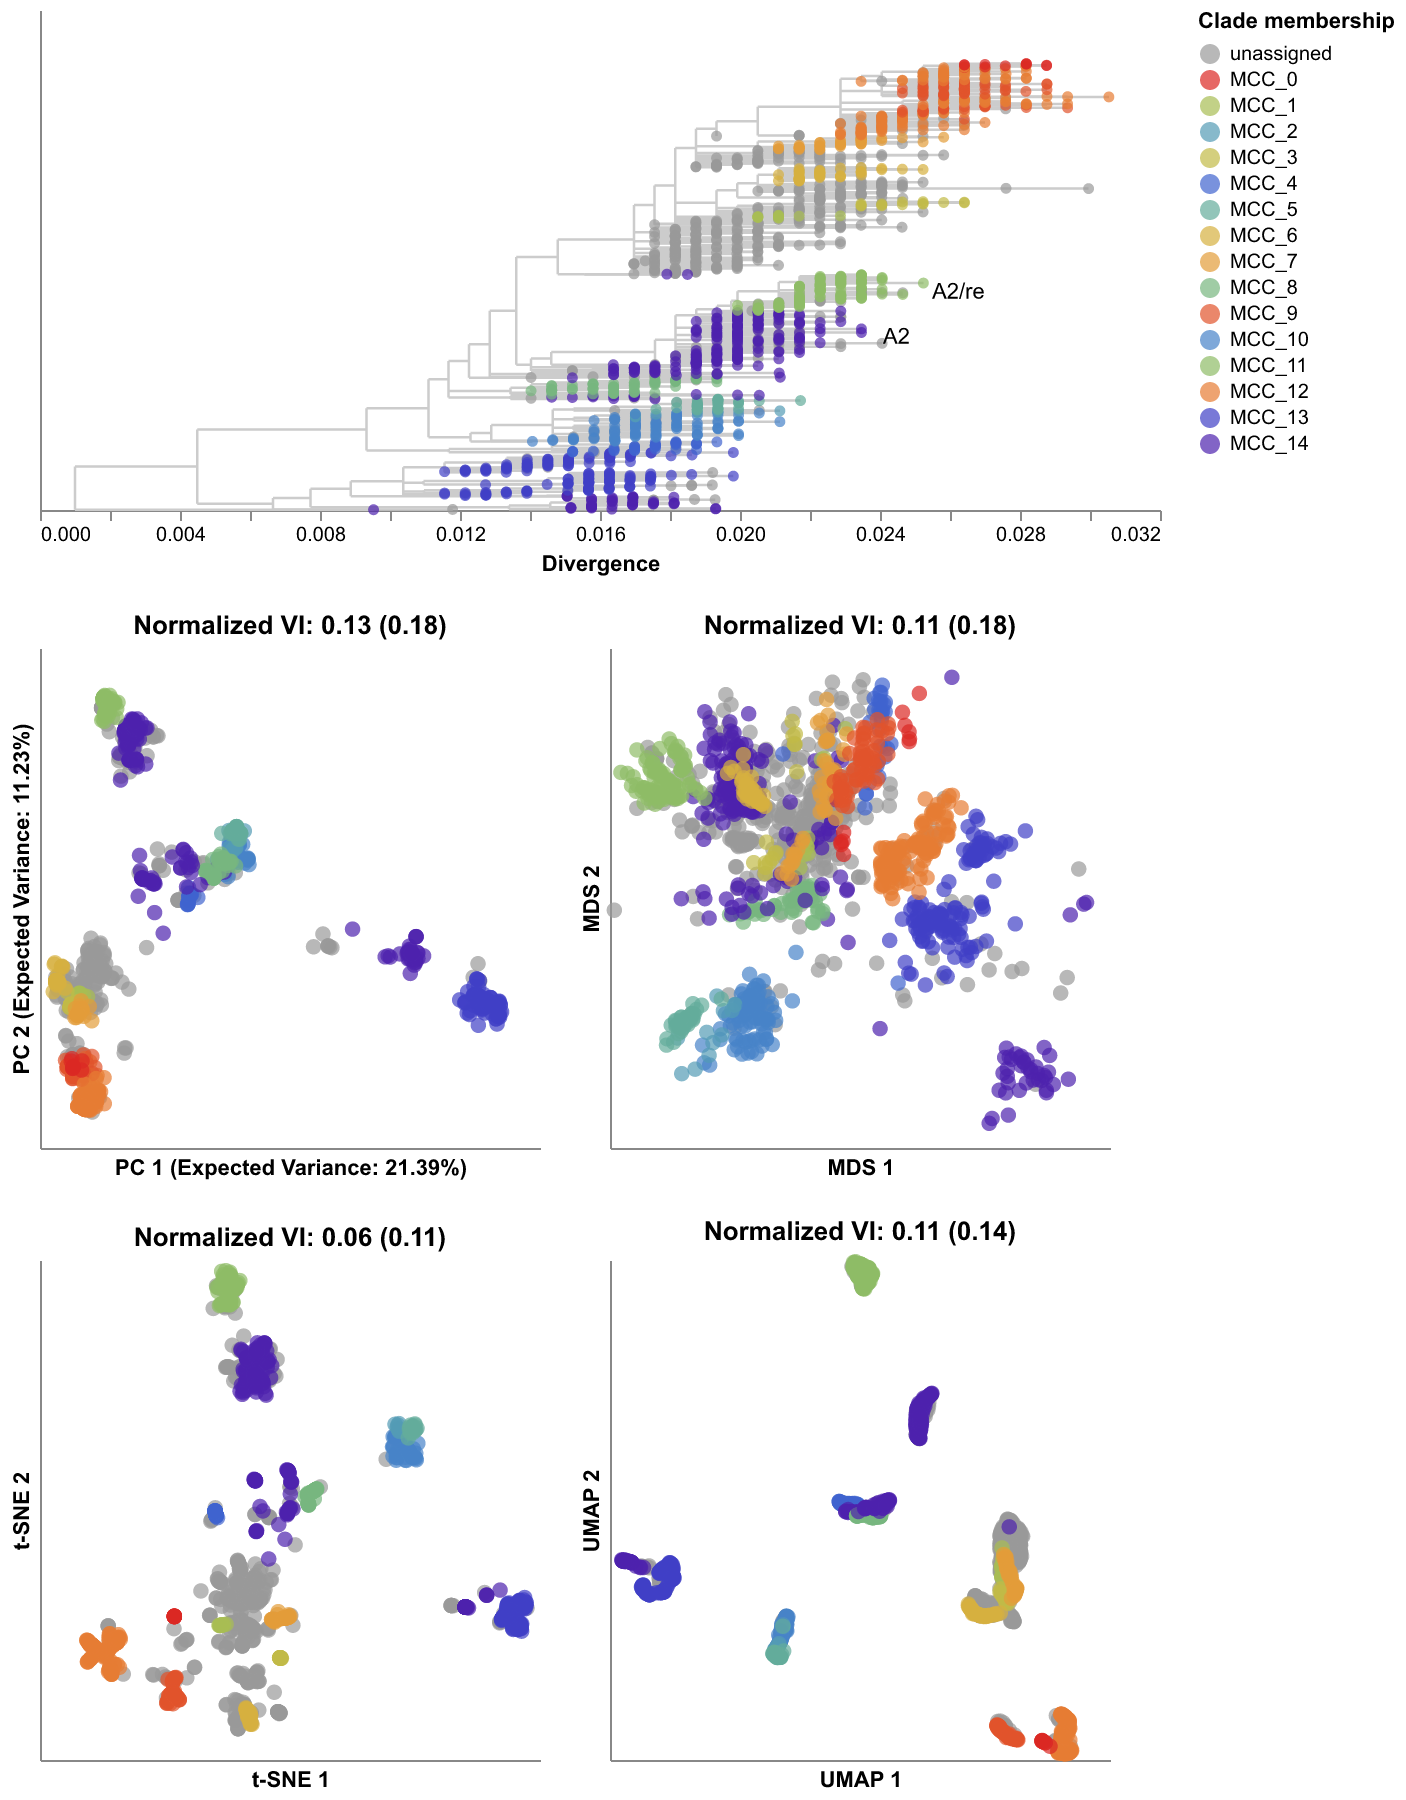 Clade membership
unassigned
MCC_0
MCC_1
MCC_2
MCC_3
MCC_4
MCC_5
MCC_6
MCC_7
MCC_8
MCC_9
MCC_10
MCC_11
MCC_12
MCC_13
MCC_14
A2/re
A2
0.000 0.004 0.008 0.012 0.016 0.020 0.024 0.028 0.032
Divergence
Normalized VI: 0.13 (0.18)
PC 2 (Expected Variance: 11.23%)
PC 1 (Expected Variance: 21.39%)
Normalized VI: 0.11 (0.18)
MDS 2
MDS 1
Normalized VI: 0.06 (0.11)
t-SNE 2
t-SNE 1
Normalized VI: 0.11 (0.14)
UMAP 2
UMAP 1